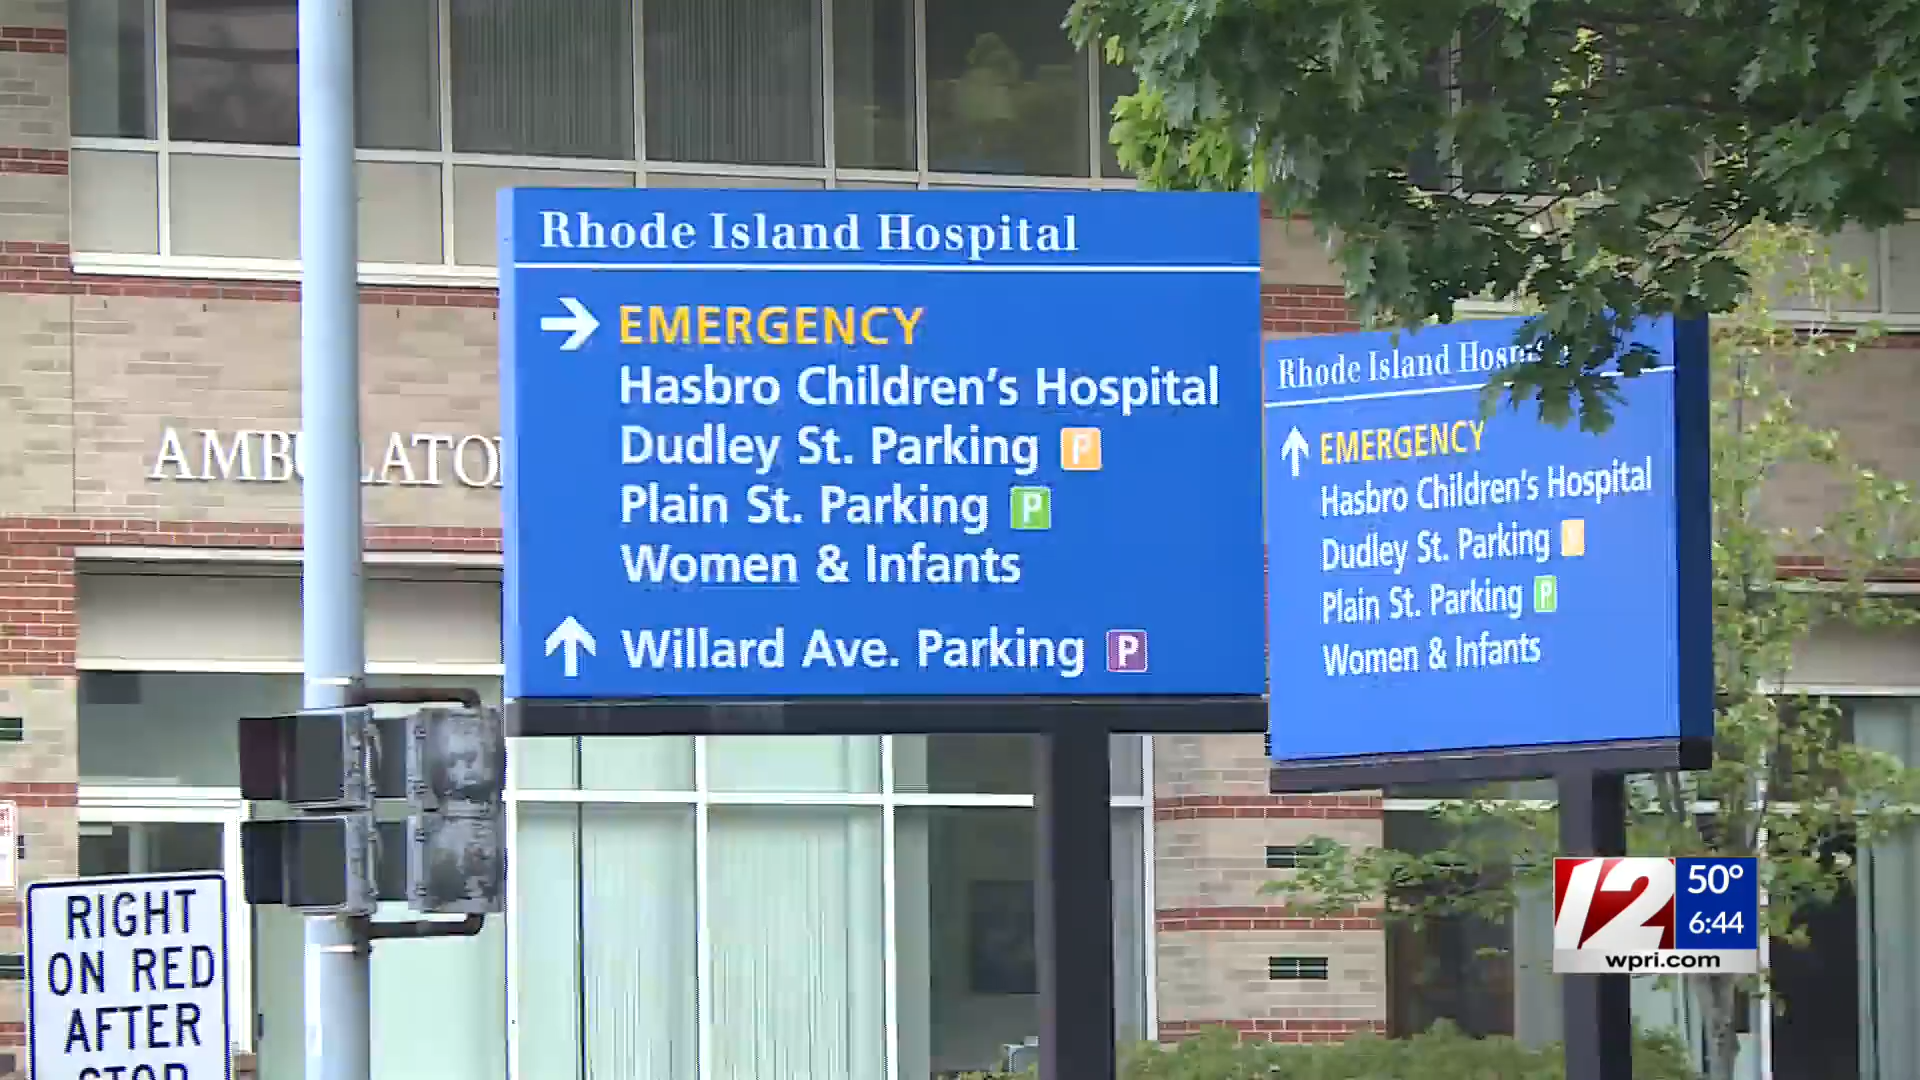 Rhode Island Hospital
EMERGENCY
Hasbro Children's Hospital
Dudley St. Parking P
Plain St. Parking P
Women & Infants
Willard Ave. Parking P
Rhode Island
EMERGENCY
Hasbro Children's Hospital
Dudley St. Parking
Plain St. Parking P
Women & Infants
RIGHT
ON RED
AFTER
STOP
12
50°
6:44
wpri.com